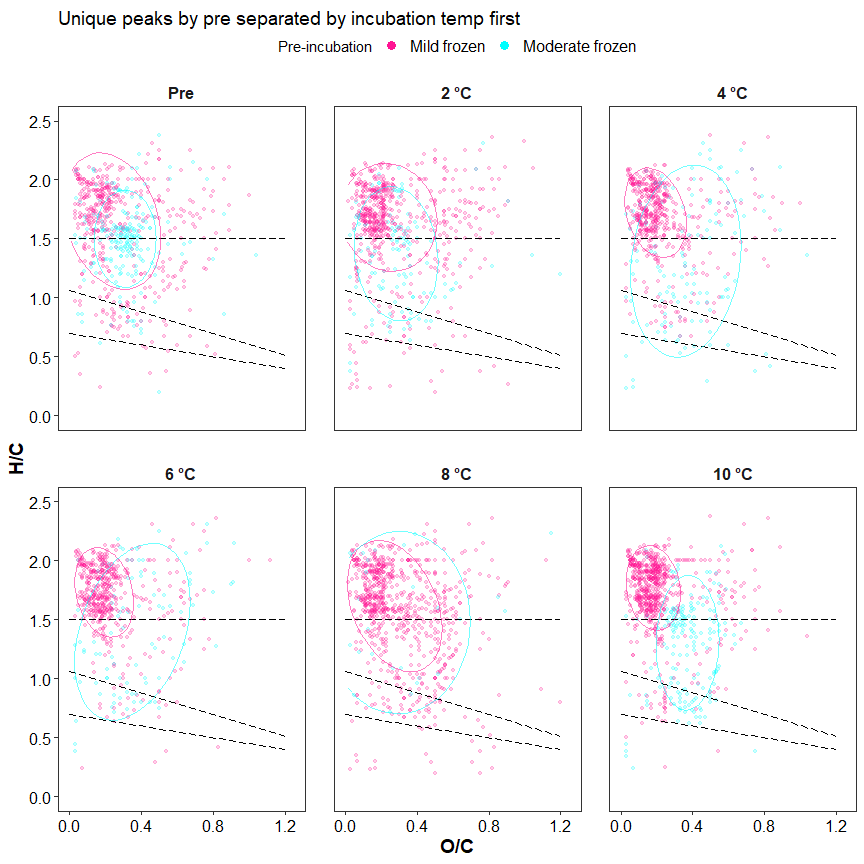 Unique peaks by pre separated by incubation temp first
Pre-incubation Mild frozen Moderate frozen
Pre 2 °C 4 °C
2.5
2.0
1.5
1.0
0.5
0.0
H/C
6 °C 8 °C 10 °C
2.5
2.0
1.5
1.0
0.5
0.0
0.0 0.4 0.8 1.2 0.0 0.4 0.8 1.2 0.0 0.4 0.8 1.2
O/C